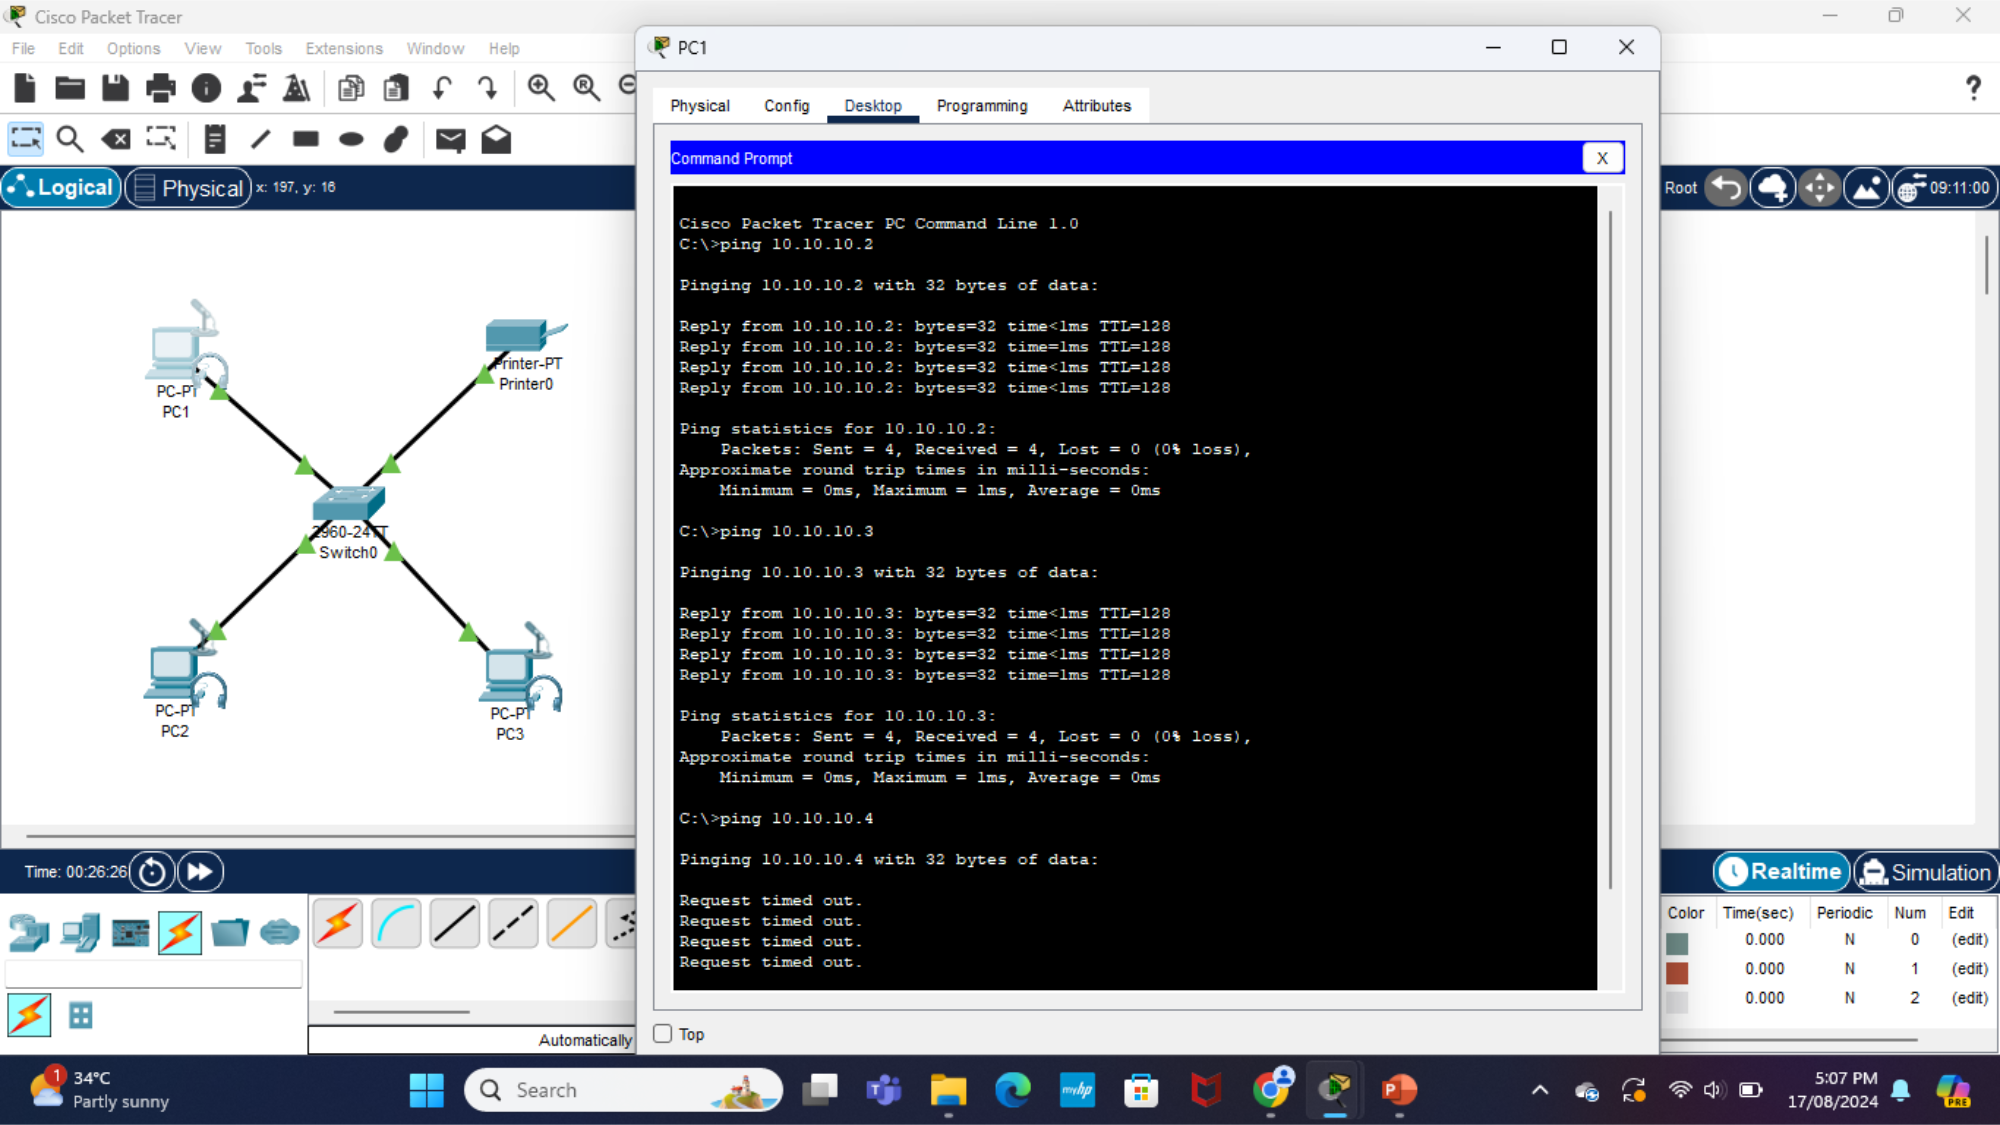 Cisco Packet Tracer
File Edit Options View Tools Extensions Window Help
Logical Physical x: 197, y: 16
PC-PT
PC1
Printer-PT
Printer0
2960-24TT
Switch0
PC-PT
PC2
PC-PT
PC3
Time: 00:26:26
Automatically
PC1
Physical Config Desktop Programming Attributes
Command Prompt X
Cisco Packet Tracer PC Command Line 1.0
C:\>ping 10.10.10.2
Pinging 10.10.10.2 with 32 bytes of data:
Reply from 10.10.10.2: bytes=32 time<1ms TTL=128
Reply from 10.10.10.2: bytes=32 time=1ms TTL=128
Reply from 10.10.10.2: bytes=32 time<1ms TTL=128
Reply from 10.10.10.2: bytes=32 time<1ms TTL=128
Ping statistics for 10.10.10.2:
Packets: Sent = 4, Received = 4, Lost = 0 (0% loss),
Approximate round trip times in milli-seconds:
Minimum = 0ms, Maximum = 1ms, Average = 0ms
C:\>ping 10.10.10.3
Pinging 10.10.10.3 with 32 bytes of data:
Reply from 10.10.10.3: bytes=32 time<1ms TTL=128
Reply from 10.10.10.3: bytes=32 time<1ms TTL=128
Reply from 10.10.10.3: bytes=32 time<1ms TTL=128
Reply from 10.10.10.3: bytes=32 time=1ms TTL=128
Ping statistics for 10.10.10.3:
Packets: Sent = 4, Received = 4, Lost = 0 (0% loss),
Approximate round trip times in milli-seconds:
Minimum = 0ms, Maximum = 1ms, Average = 0ms
C:\>ping 10.10.10.4
Pinging 10.10.10.4 with 32 bytes of data:
Request timed out.
Request timed out.
Request timed out.
Request timed out.
Top
?
Root 09:11:00
Realtime Simulation
Color Time(sec) Periodic Num Edit
0.000 N 0 (edit)
0.000 N 1 (edit)
0.000 N 2 (edit)
1
34°C
Partly sunny
Search
myhp
5:07 PM
17/08/2024
PRE